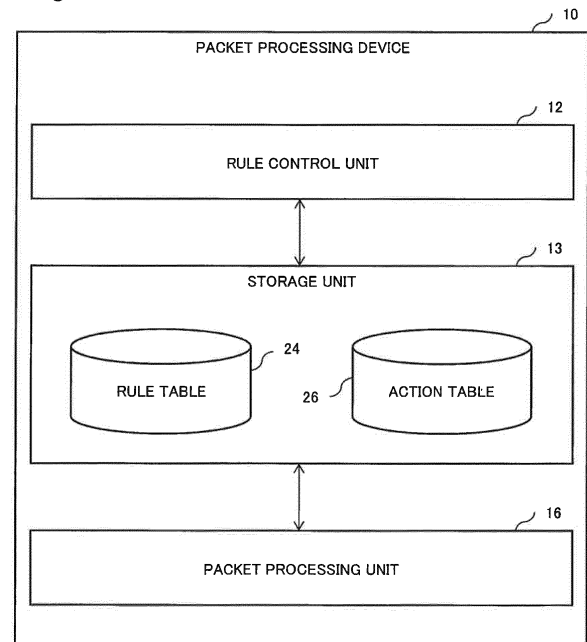 10
PACKET PROCESSING DEVICE
12
RULE CONTROL UNIT
13
STORAGE UNIT
24
RULE TABLE
26
ACTION TABLE
16
PACKET PROCESSING UNIT